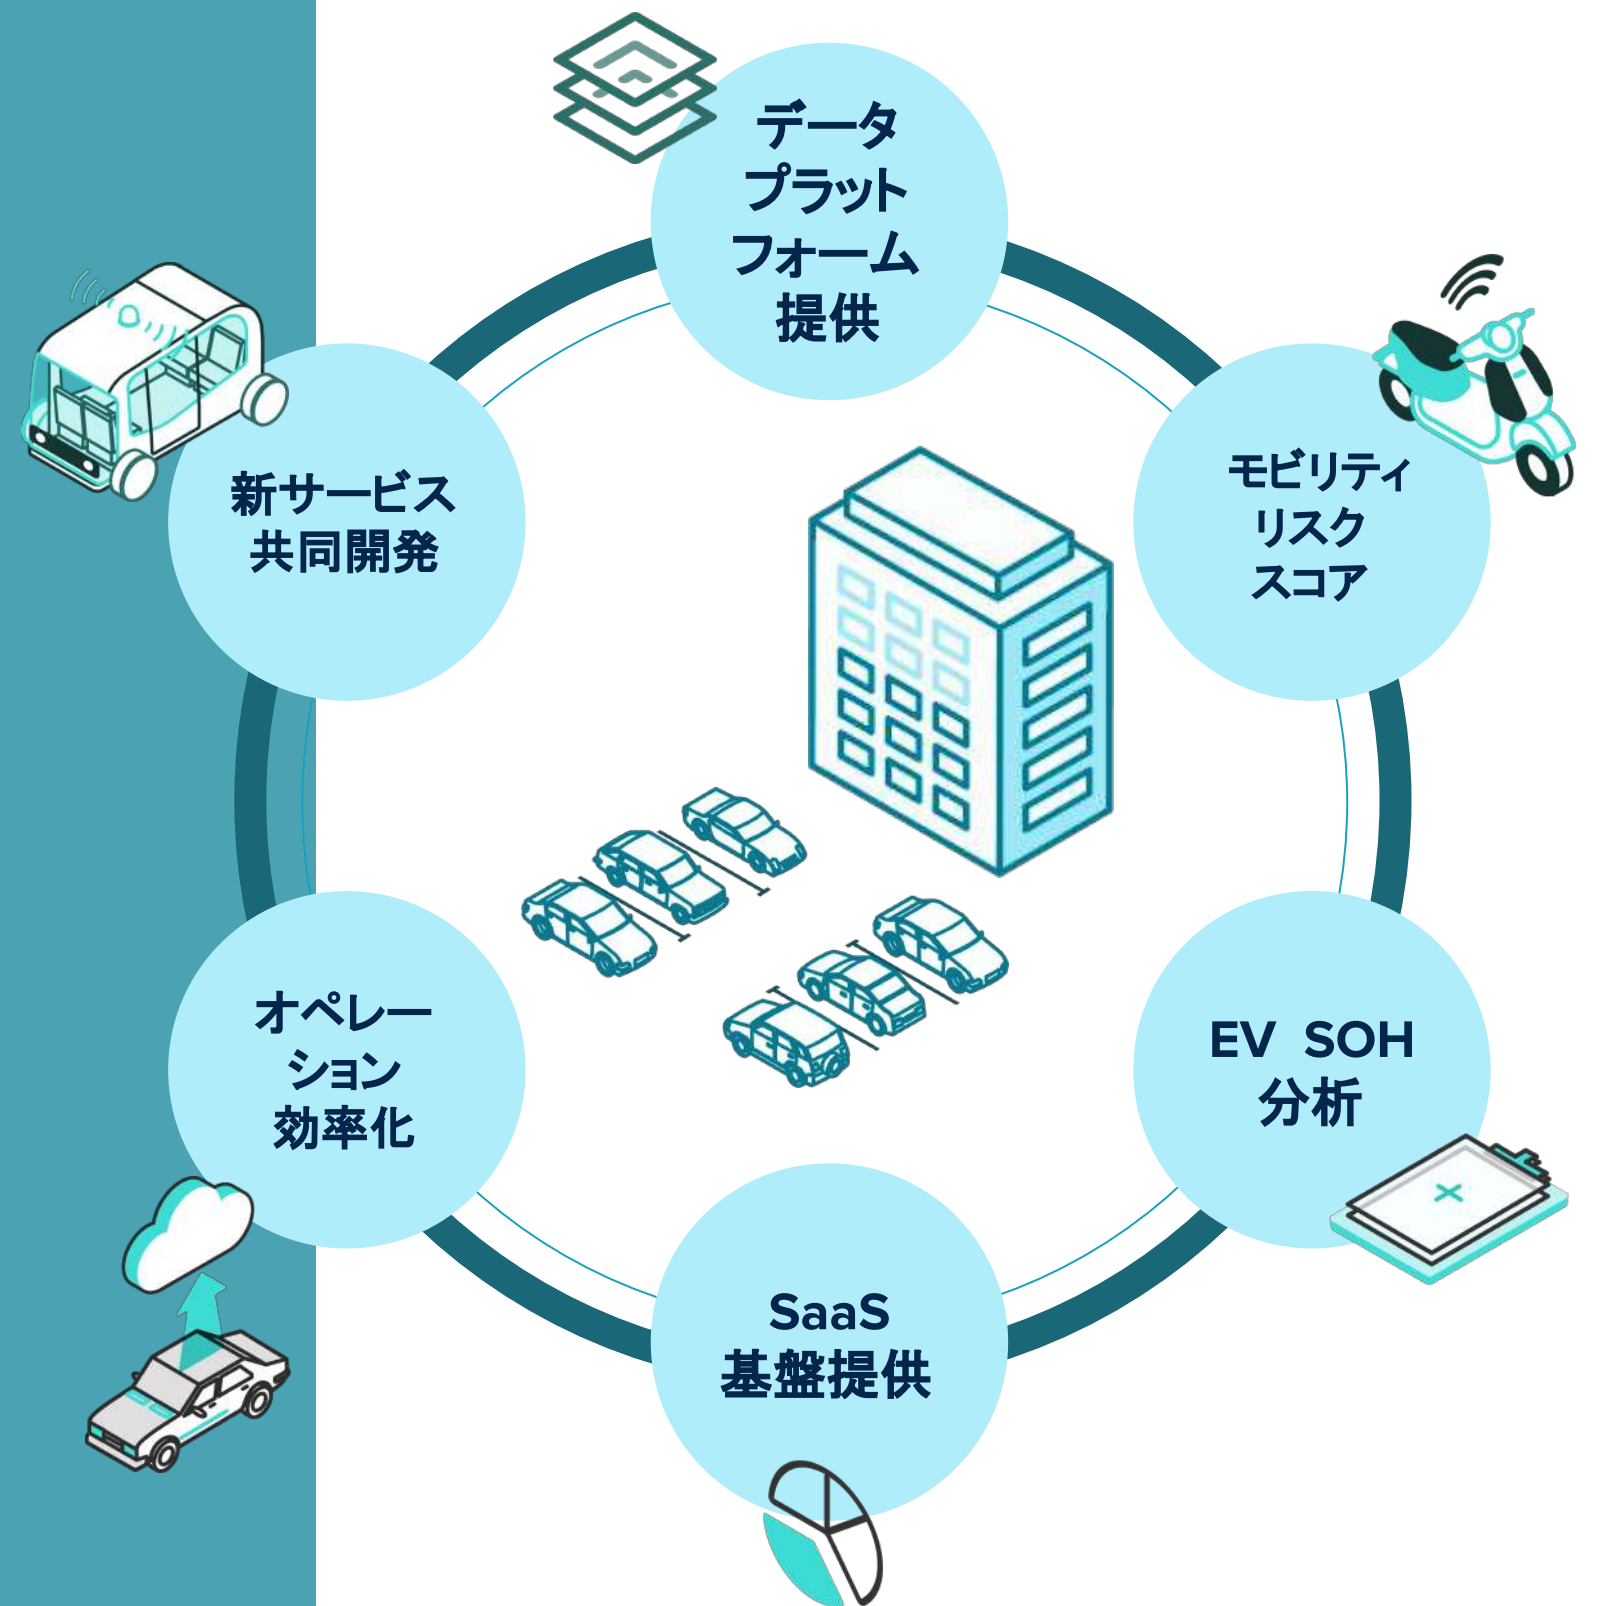 データ
プラット
フォーム
提供
モビリティ
リスク
スコア
EV SOH
分析
SaaS
基盤提供
オペレー
ション
効率化
新サービス
共同開発